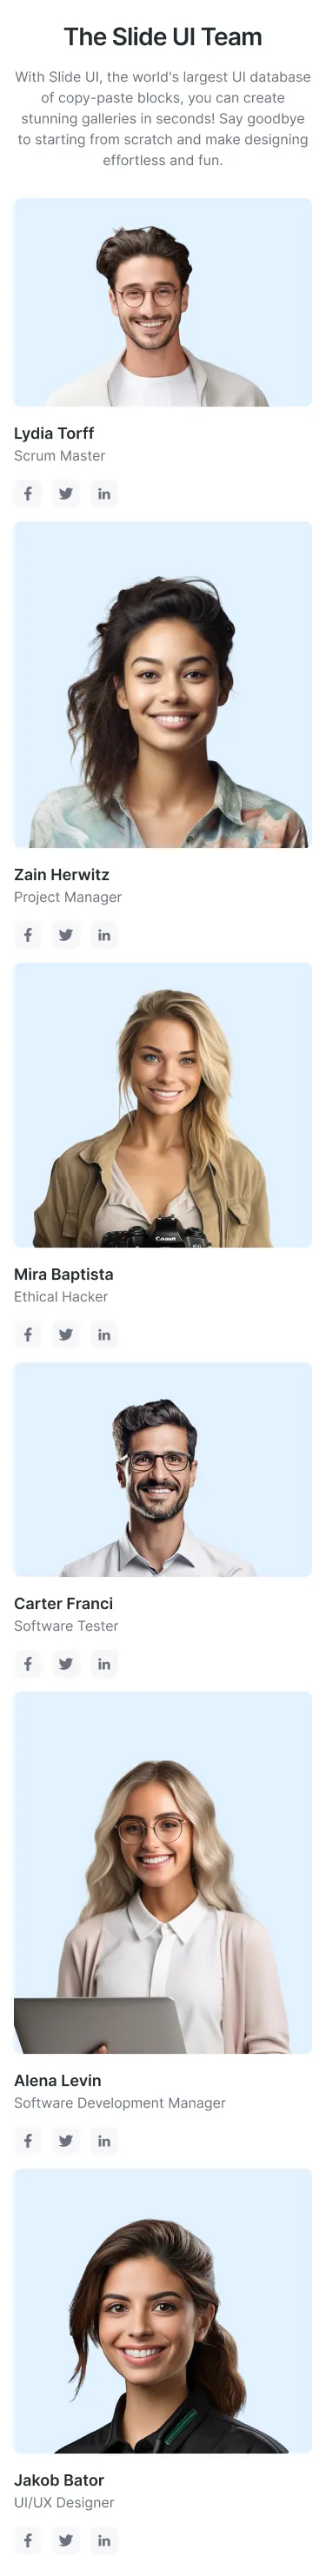 The Slide UI Team
With Slide UI, the world's largest UI database
of copy-paste blocks, you can create
stunning galleries in seconds! Say goodbye
to starting from scratch and make designing
effortless and fun.
Lydia Torff
Scrum Master
f
in
Zain Herwitz
Project Manager
f
in
Canon
Mira Baptista
Ethical Hacker
f
in
Carter Franci
Software Tester
f
in
Alena Levin
Software Development Manager
f
in
Jakob Bator
UI/UX Designer
f
in